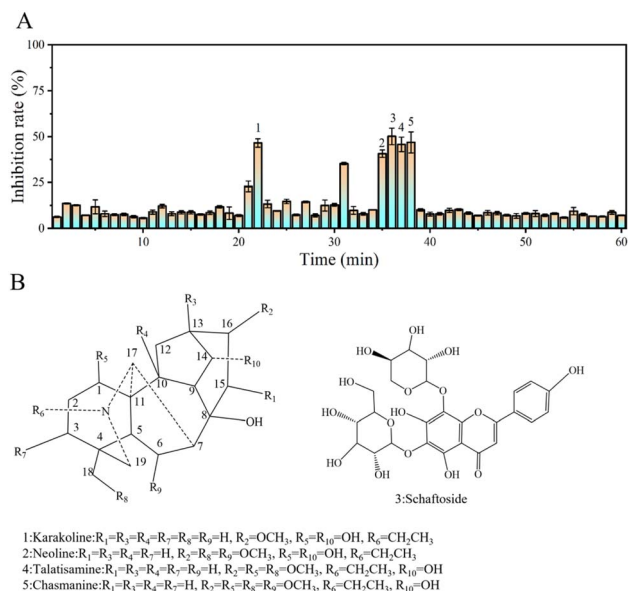 A
Inhibition rate (%)
100
75
50
25
0
1
2
3
4
5
10
20
30
40
50
60
Time (min)
B
R₃
R₄
13
16
R₂
17
12
14
R₁₀
R₅
10
9
15
R₁
1
2
11
R₆
N
8
OH
3
4
5
6
7
R₇
18
19
R₈
R₉
OH
HO
OH
OH
O
O
HO
HO
O
O
HO
OH
O
OH
O
OH
3:Schaftoside
1:Karakoline:R₁=R₃=R₄=R₇=R₈=R₉=H, R₂=OCH₃, R₅=R₁₀=OH, R₆=CH₂CH₃
2:Neoline:R₁=R₃=R₄=R₇=H, R₂=R₈=R₉=OCH₃, R₅=R₁₀=OH, R₆=CH₂CH₃
4:Talatisamine:R₁=R₃=R₄=R₇=R₉=H, R₂=R₅=R₈=OCH₃, R₆=CH₂CH₃, R₁₀=OH
5:Chasmanine:R₁=R₃=R₄=R₇=H, R₂=R₅=R₈=R₉=OCH₃, R₆=CH₂CH₃, R₁₀=OH